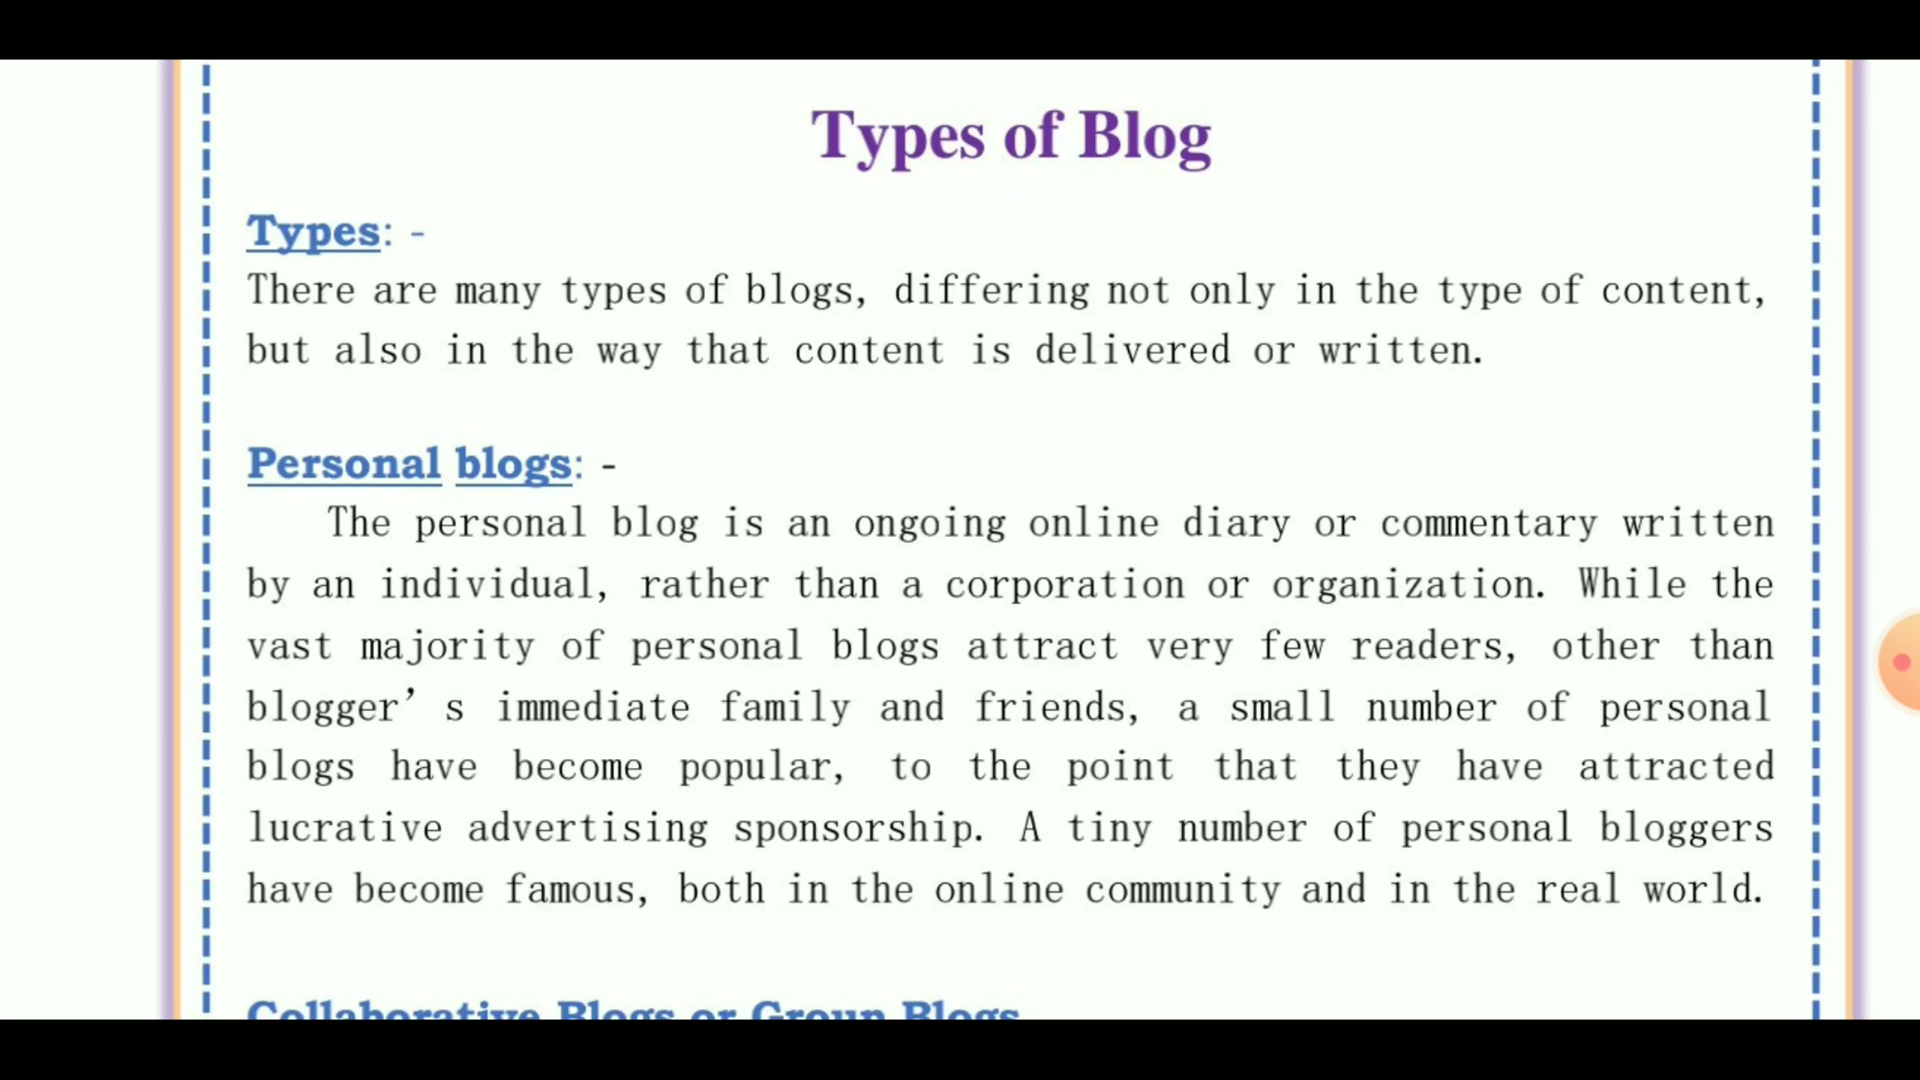 Types of Blog
Types: -
There are many types of blogs, differing not only in the type of content,
but also in the way that content is delivered or written.
Personal blogs: -
The personal blog is an ongoing online diary or commentary written
by an individual, rather than a corporation or organization. While the
vast majority of personal blogs attract very few readers, other than
blogger’ s immediate family and friends, a small number of personal
blogs have become popular, to the point that they have attracted
lucrative advertising sponsorship. A tiny number of personal bloggers
have become famous, both in the online community and in the real world.
Collaborative Blogs or Group Blogs